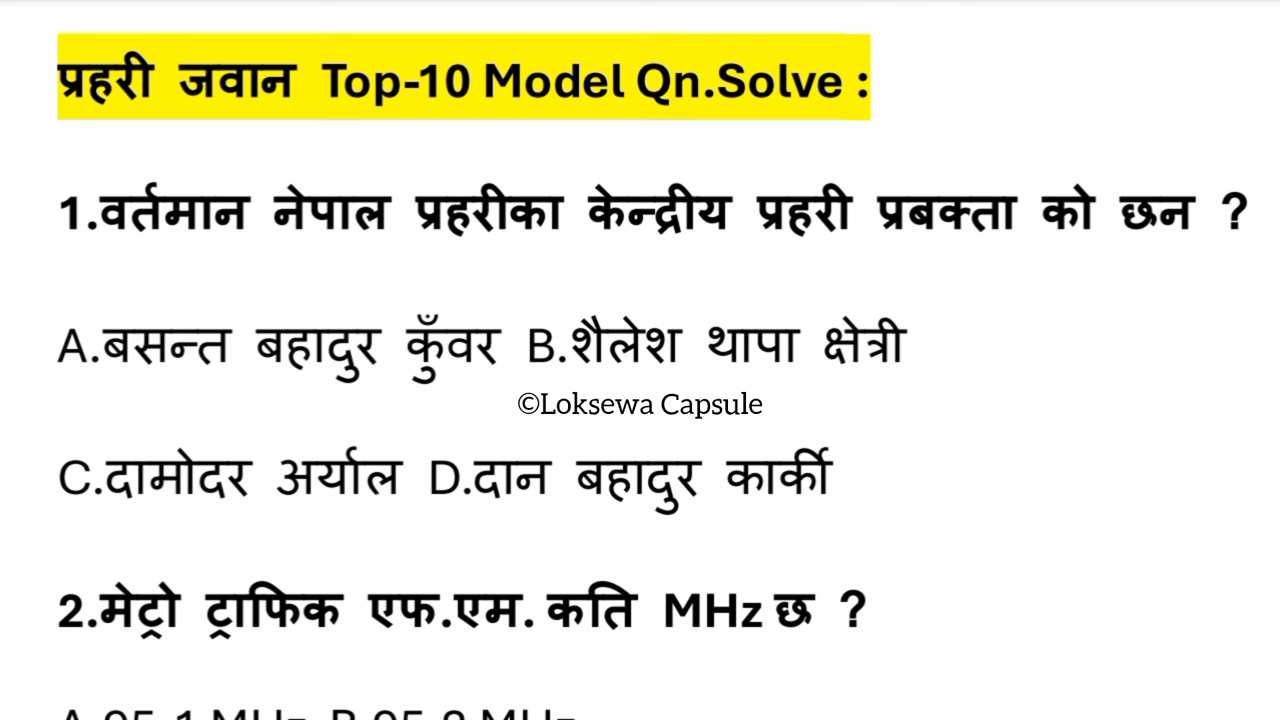 प्रहरी जवान Top-10 Model Qn.Solve :
1.वर्तमान नेपाल प्रहरीका केन्द्रीय प्रहरी प्रबक्ता को छन ?
A.बसन्त बहादुर कुँवर B.शैलेश थापा क्षेत्री
©Loksewa Capsule
C.दामोदर अर्याल D.दान बहादुर कार्की
2.मेट्रो ट्राफिक एफ.एम. कति MHz छ ?